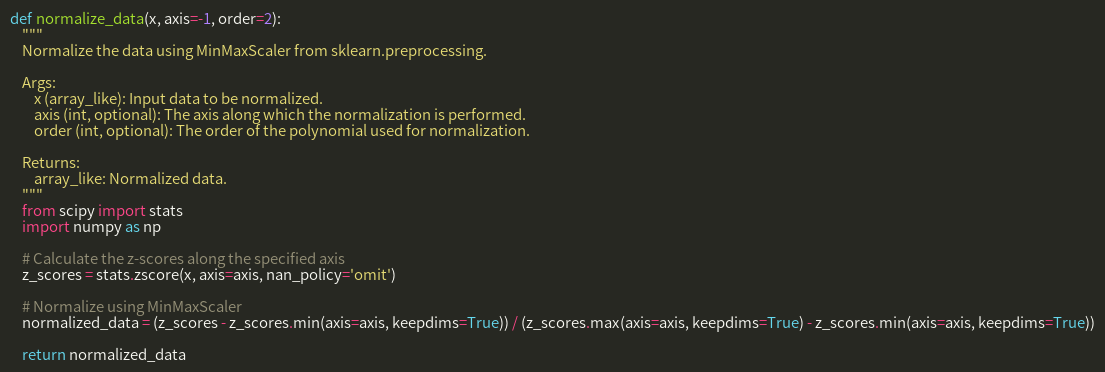 def normalize_data(x, axis=-1, order=2):
    """
    Normalize the data using MinMaxScaler from sklearn.preprocessing.

    Args:
        x (array_like): Input data to be normalized.
        axis (int, optional): The axis along which the normalization is performed.
        order (int, optional): The order of the polynomial used for normalization.

    Returns:
        array_like: Normalized data.
    """
    from scipy import stats
    import numpy as np

    # Calculate the z-scores along the specified axis
    z_scores = stats.zscore(x, axis=axis, nan_policy='omit')

    # Normalize using MinMaxScaler
    normalized_data = (z_scores - z_scores.min(axis=axis, keepdims=True)) / (z_scores.max(axis=axis, keepdims=True) - z_scores.min(axis=axis, keepdims=True))

    return normalized_data